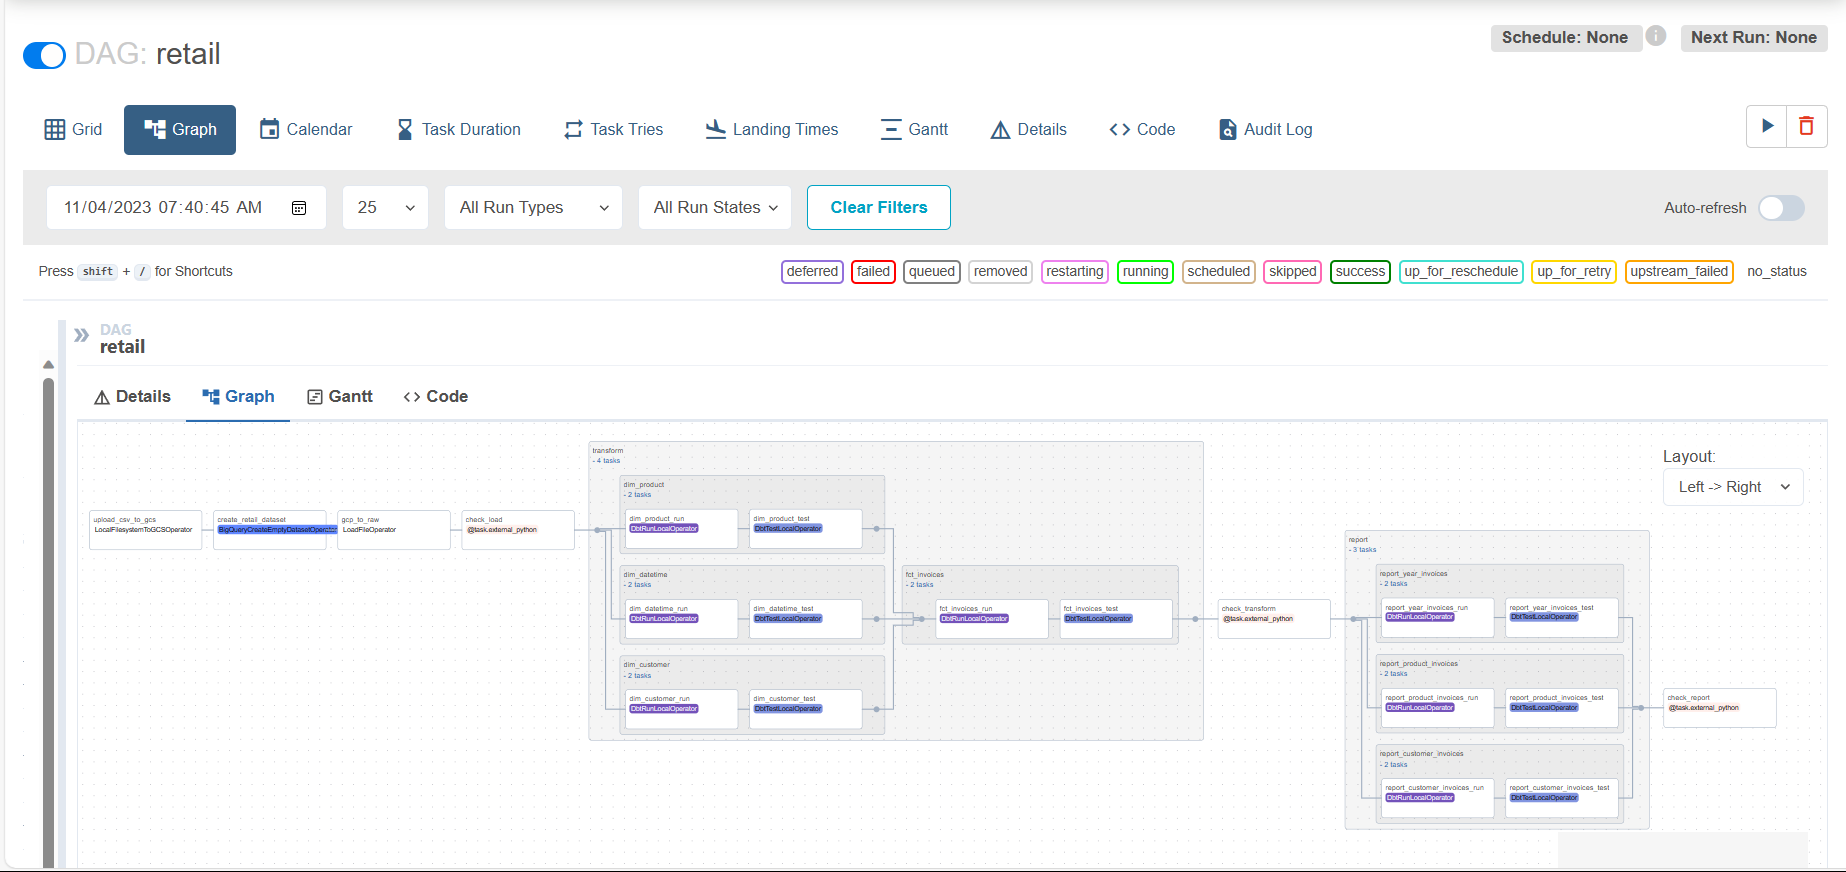 DAG: retail
Schedule: None
Next Run: None
Grid
Graph
Calendar
Task Duration
Task Tries
Landing Times
Gantt
Details
Code
Audit Log
11/04/2023 07:40:45 AM
25
All Run Types
All Run States
Clear Filters
Auto-refresh
Press shift + / for Shortcuts
deferred
failed
queued
removed
restarting
running
scheduled
skipped
success
up_for_reschedule
up_for_retry
upstream_failed
no_status
DAG
retail
Details
Graph
Gantt
Code
Layout:
Left -> Right
upload_csv_to_gcs
LocalFilesystemToGCSOperator
create_retail_dataset
BigQueryCreateEmptyDatasetOperator
gcp_to_raw
LoadFileOperator
check_load
@task.external_python
transform
- 4 tasks
dim_product
- 2 tasks
dim_product_run
DbtRunLocalOperator
dim_product_test
DbtTestLocalOperator
dim_datetime
- 2 tasks
dim_datetime_run
DbtRunLocalOperator
dim_datetime_test
DbtTestLocalOperator
dim_customer
- 2 tasks
dim_customer_run
DbtRunLocalOperator
dim_customer_test
DbtTestLocalOperator
fct_invoices
- 2 tasks
fct_invoices_run
DbtRunLocalOperator
fct_invoices_test
DbtTestLocalOperator
check_transform
@task.external_python
report
- 3 tasks
report_year_invoices
- 2 tasks
report_year_invoices_run
DbtRunLocalOperator
report_year_invoices_test
DbtTestLocalOperator
report_product_invoices
- 2 tasks
report_product_invoices_run
DbtRunLocalOperator
report_product_invoices_test
DbtTestLocalOperator
report_customer_invoices
- 2 tasks
report_customer_invoices_run
DbtRunLocalOperator
report_customer_invoices_test
DbtTestLocalOperator
check_report
@task.external_python